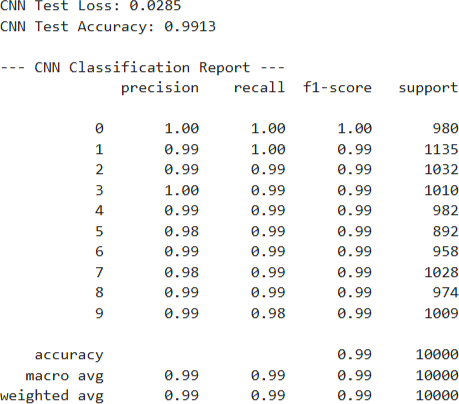 CNN Test Loss: 0.0285
CNN Test Accuracy: 0.9913
--- CNN Classification Report ---
precision recall f1-score support
0 1.00 1.00 1.00 980
1 0.99 1.00 0.99 1135
2 0.99 0.99 0.99 1032
3 1.00 0.99 0.99 1010
4 0.99 0.99 0.99 982
5 0.98 0.99 0.99 892
6 0.99 0.99 0.99 958
7 0.98 0.99 0.99 1028
8 0.99 0.99 0.99 974
9 0.99 0.98 0.99 1009
accuracy 0.99 10000
macro avg 0.99 0.99 0.99 10000
weighted avg 0.99 0.99 0.99 10000